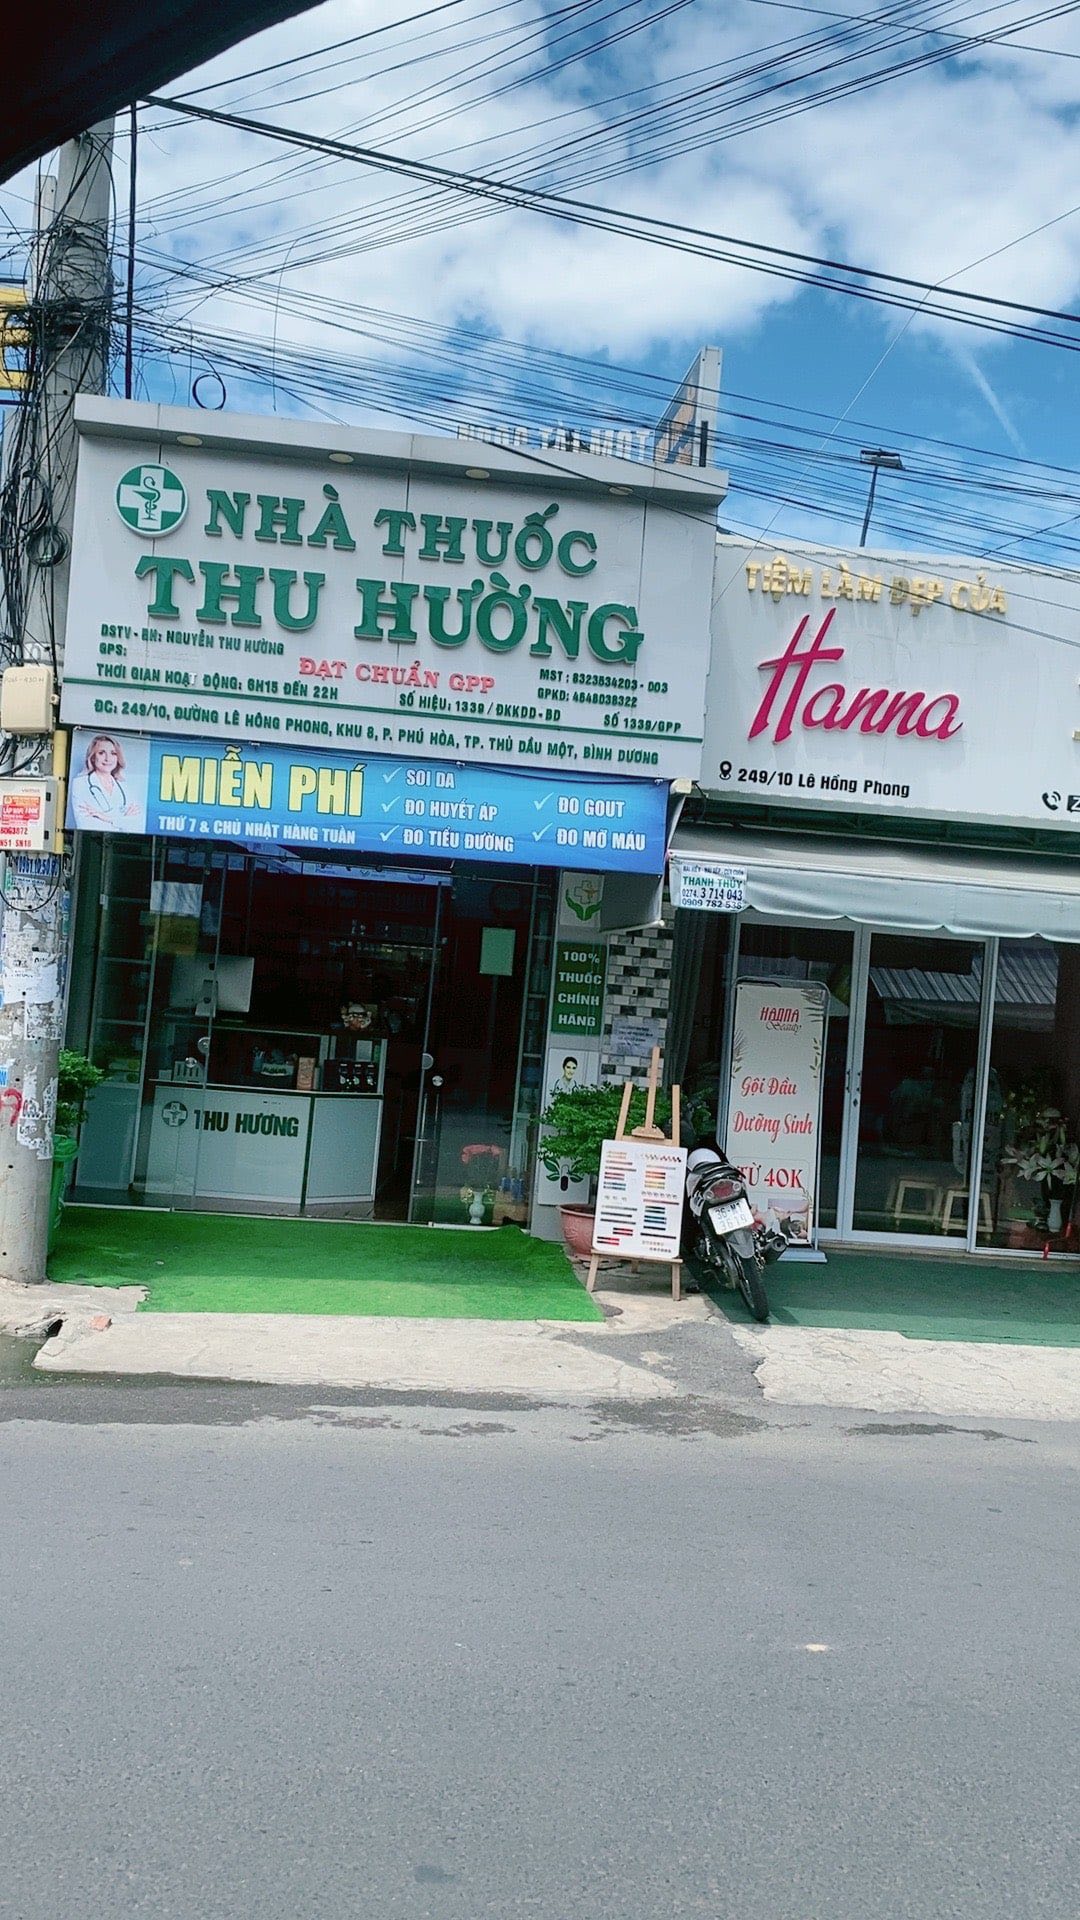 NHÀ THUỐC
THU HƯỜNG
DSTV - ĐH: NGUYỄN THU HƯỜNG
GPS:
ĐẠT CHUẨN GPP
MST : 8323834203 - 003
GPKD: 4648038322
THƠI GIAN HOẠT ĐỘNG: 6H15 ĐẾN 22H
SỐ HIỆU: 1339 / ĐKKDD - BD
SỐ 1339/GPP
ĐC: 249/10, ĐƯỜNG LÊ HỒNG PHONG, KHU 8, P. PHÚ HÒA, TP. THỦ DẦU MỘT, BÌNH DƯƠNG
MIỄN PHÍ
THỨ 7 & CHỦ NHẬT HÀNG TUẦN
SOI DA
ĐO HUYẾT ÁP
ĐO TIỂU ĐƯỜNG
ĐO GOUT
ĐO MỠ MÁU
100%
THUỐC
CHÍNH
HÃNG
THU HƯỜNG
TIỆM LÀM ĐẸP CỦA
Hanna
249/10 Lê Hồng Phong
THANH THỦY
0274. 3 714 043
0909 782 538
HANNA
Beauty
Gội Đầu
Dưỡng Sinh
TỪ 40K